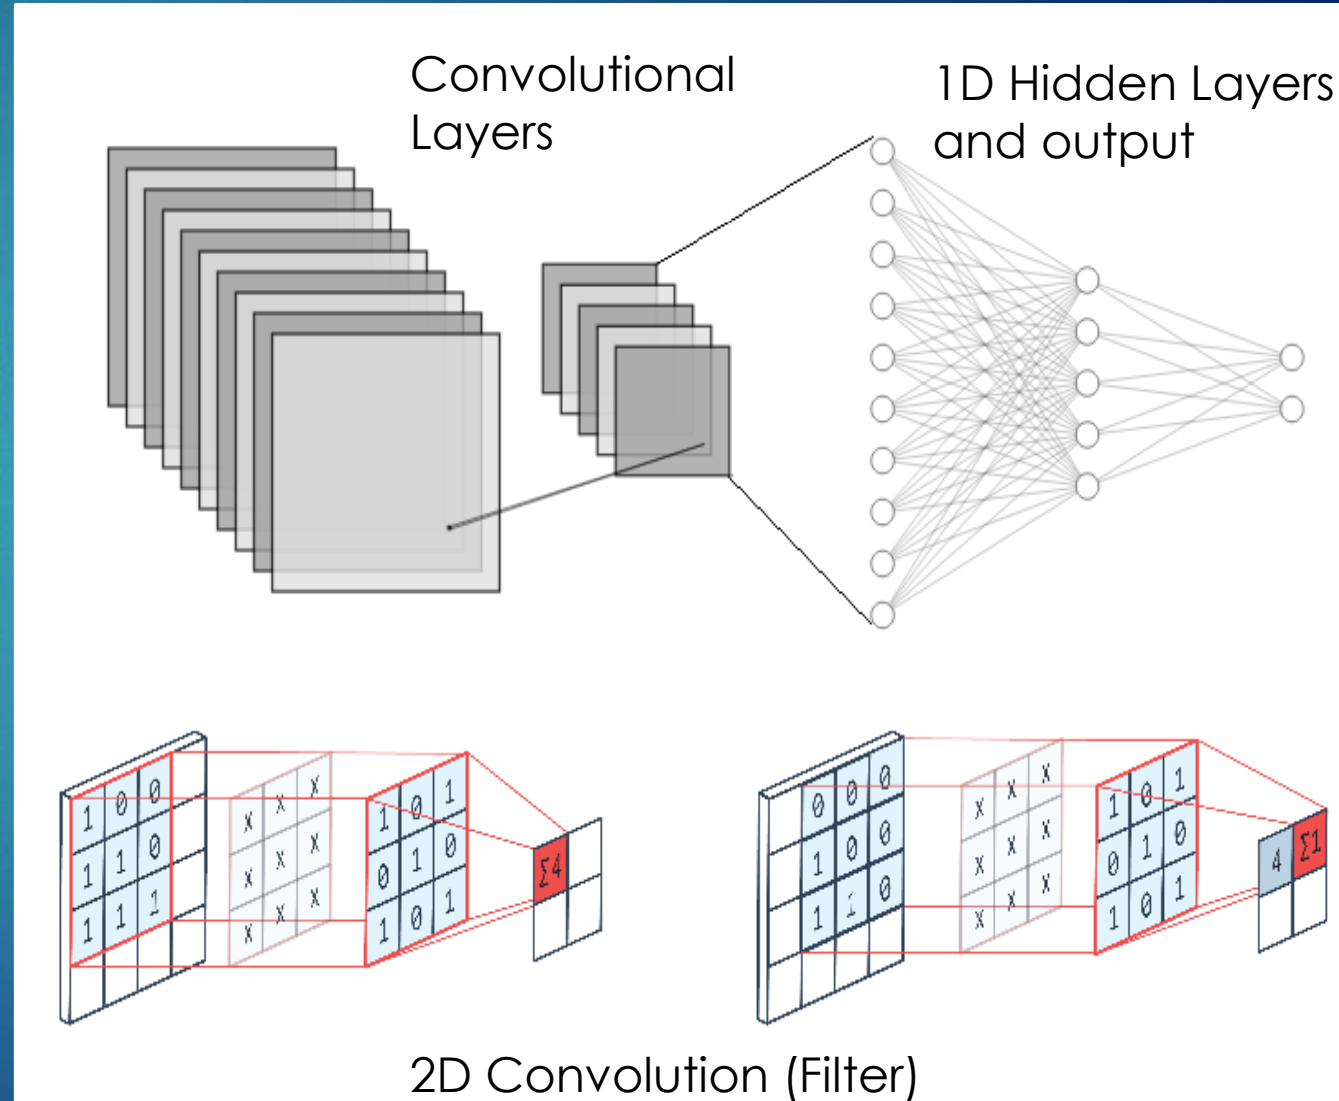 Convolutional
Layers
1D Hidden Layers
and output
1 0 0
1 1 0
1 1 1
x x x
x x x
x x x
1 0 1
0 1 0
1 0 1
Σ4
0 0 0
1 0 0
1 1 0
x x x
x x x
x x x
1 0 1
0 1 0
1 0 1
4 Σ1
2D Convolution (Filter)